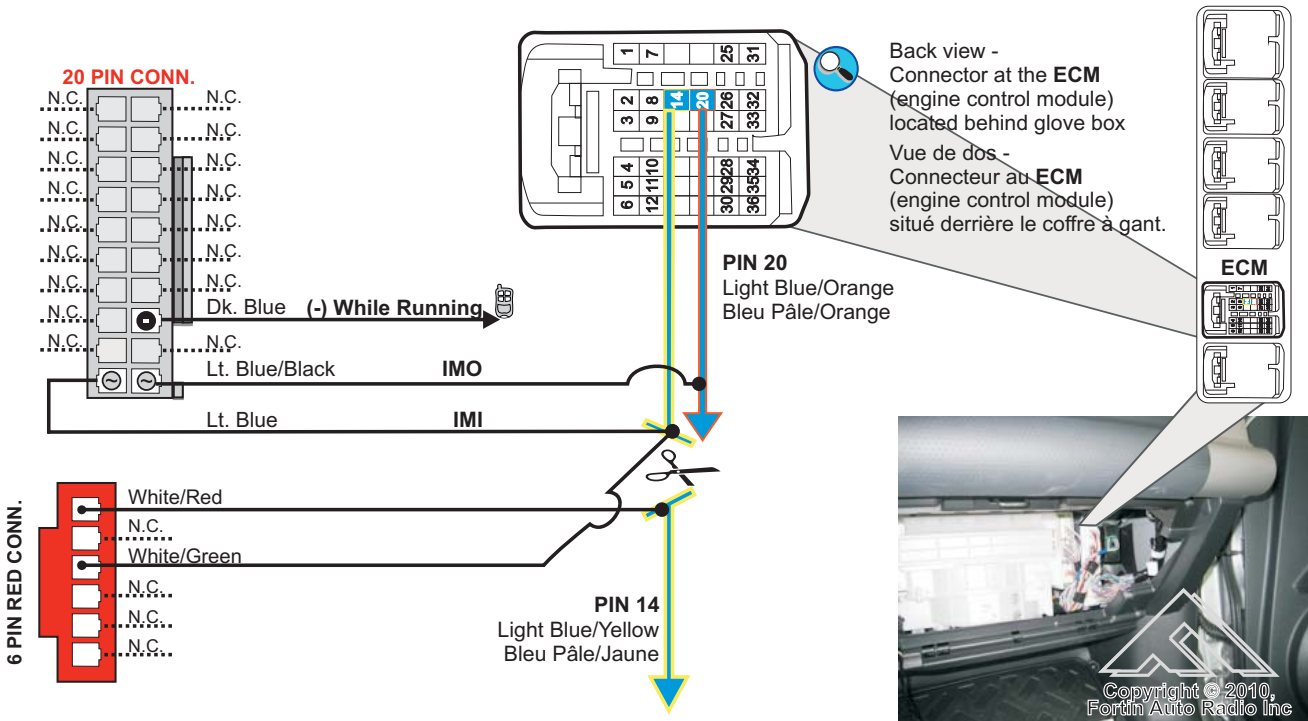 20 PIN CONN.
N.C. N.C.
N.C. N.C.
N.C. N.C.
N.C. N.C.
N.C. N.C.
N.C. N.C.
N.C. N.C.
N.C. Dk. Blue (-) While Running
N.C. N.C.
Lt. Blue/Black IMO
Lt. Blue IMI
6 PIN RED CONN.
White/Red
N.C.
White/Green
N.C.
N.C.
N.C.
1 7 25 31
2 8 14 20 26 32
3 9 27 33
4 10 28 34
5 11 29 35
6 12 30 36
Back view -
Connector at the ECM
(engine control module)
located behind glove box
Vue de dos -
Connecteur au ECM
(engine control module)
situé derrière le coffre à gant.
PIN 20
Light Blue/Orange
Bleu Pâle/Orange
PIN 14
Light Blue/Yellow
Bleu Pâle/Jaune
ECM
Copyright © 2010,
Fortin Auto Radio Inc